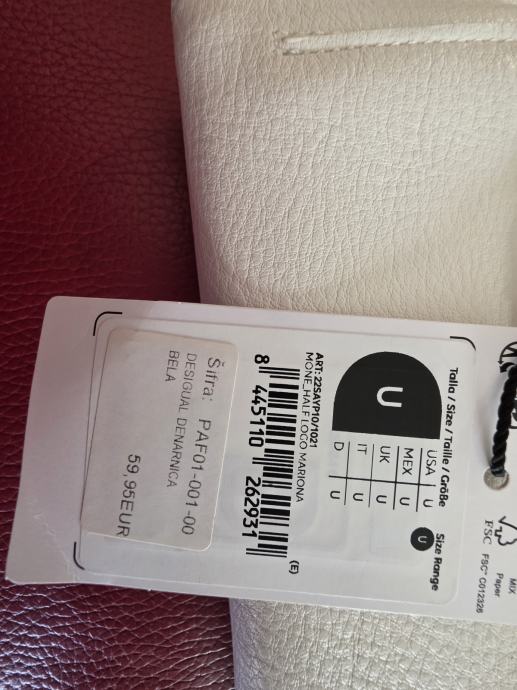 Talla / Size / Taille / Größe
Size Range
U
U
USA U
MEX U
UK U
IT U
D U
ART: 22SAYP10/1021
MONE_HALF LOGO MARIONA
(E)
8 445110 262931
Šifra: PAF01-001-00
DESIGUAL DENARNICA
BELA
59,95EUR
FSC
MIX
Paper
FSC® C012326